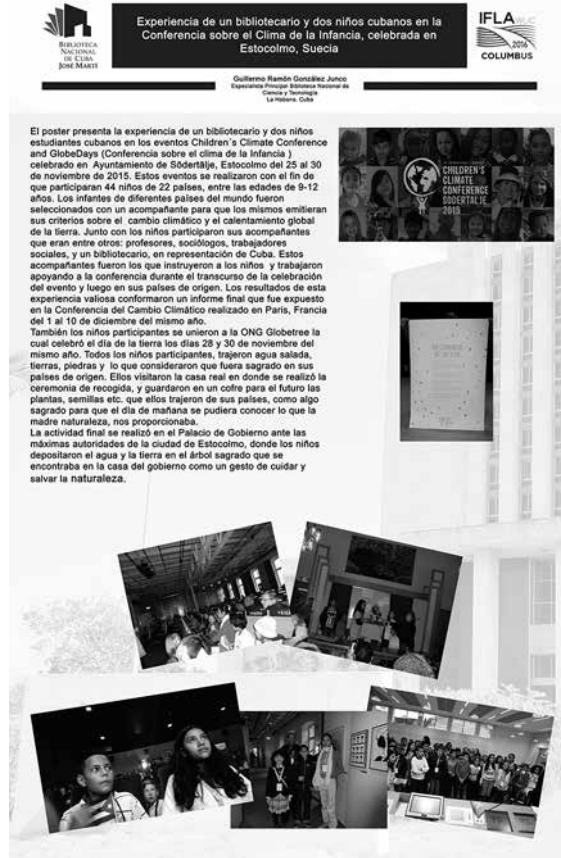 BIBLIOTECA
NACIONAL
DE CUBA
JOSÉ MARTÍ
Experiencia de un bibliotecario y dos niños cubanos en la
Conferencia sobre el Clima de la Infancia, celebrada en
Estocolmo, Suecia
IFLA WLIC
2016
COLUMBUS
Guillermo Ramón González Junco
Especialista Principal Biblioteca Nacional de
Ciencia y Tecnología
La Habana. Cuba
El poster presenta la experiencia de un bibliotecario y dos niños
estudiantes cubanos en los eventos Children´s Climate Conference
and GlobeDays (Conferencia sobre el clima de la Infancia )
celebrado en Ayuntamiento de Södertälje, Estocolmo del 25 al 30
de noviembre de 2015. Estos eventos se realizaron con el fin de
que participaran 44 niños de 22 países, entre las edades de 9-12
años. Los infantes de diferentes países del mundo fueron
seleccionados con un acompañante para que los mismos emitieran
sus criterios sobre el cambio climático y el calentamiento global
de la tierra. Junto con los niños participaron sus acompañantes
que eran entre otros: profesores, sociólogos, trabajadores
sociales, y un bibliotecario, en representación de Cuba. Estos
acompañantes fueron los que instruyeron a los niños y trabajaron
apoyando a la conferencia durante el transcurso de la celebración
del evento y luego en sus países de origen. Los resultados de esta
experiencia valiosa conformaron un informe final que fue expuesto
en la Conferencia del Cambio Climático realizado en París, Francia
del 1 al 10 de diciembre del mismo año.
También los niños participantes se unieron a la ONG Globetree la
cual celebró el día de la tierra los días 28 y 30 de noviembre del
mismo año. Todos los niños participantes, trajeron agua salada,
tierras, piedras y lo que consideraron que fuera sagrado en sus
países de origen. Ellos visitaron la casa real en donde se realizó la
ceremonia de recogida, y guardaron en un cofre para el futuro las
plantas, semillas etc. que ellos trajeron de sus países, como algo
sagrado para que el día de mañana se pudiera conocer lo que la
madre naturaleza, nos proporcionaba.
La actividad final se realizó en el Palacio de Gobierno ante las
máximas autoridades de la ciudad de Estocolmo, donde los niños
depositaron el agua y la tierra en el árbol sagrado que se
encontraba en la casa del gobierno como un gesto de cuidar y
salvar la naturaleza.
CHILDREN'S
CLIMATE
CONFERENCE
SÖDERTÄLJE
2015